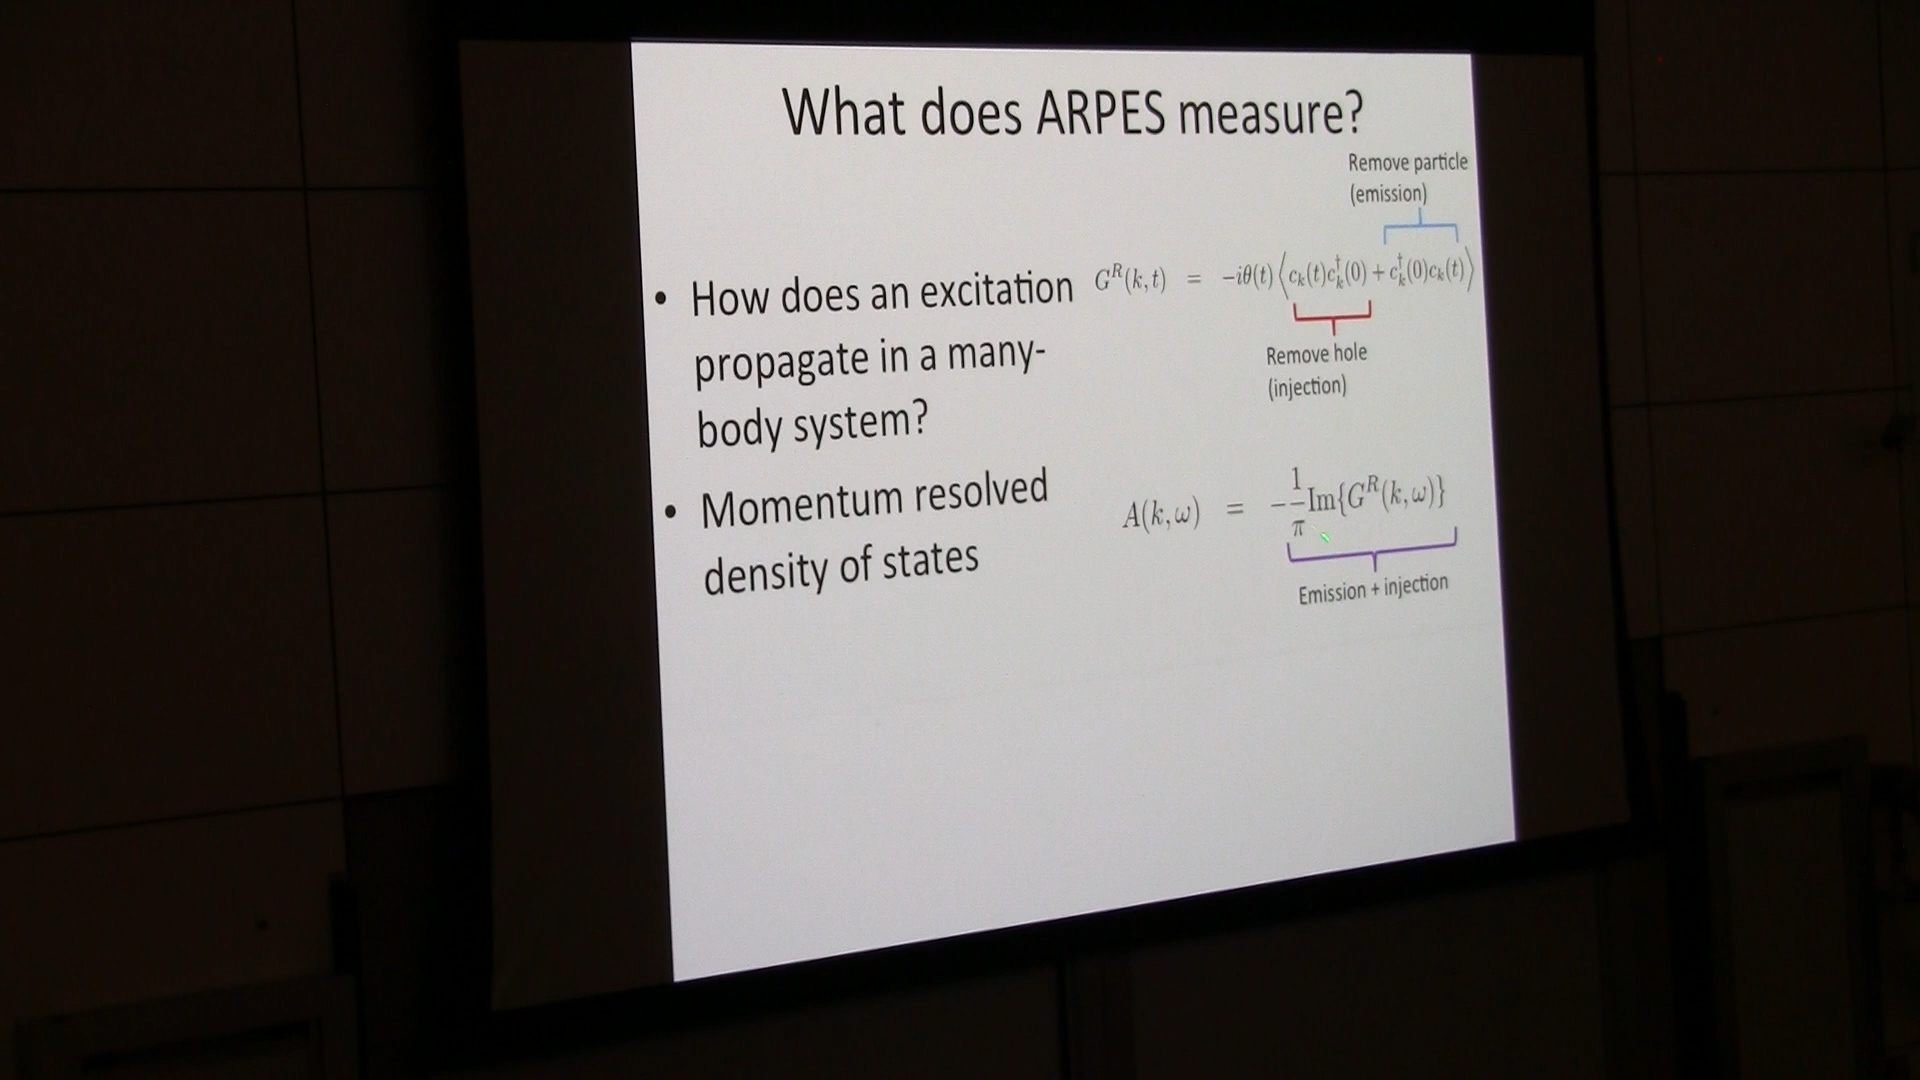 What does ARPES measure?
Remove particle
(emission)
• How does an excitation
propagate in a many-
body system?
G^R(k,t) = −iθ(t)⟨c_k(t)c_k^†(0) + c_k^†(0)c_k(t)⟩
Remove hole
(injection)
• Momentum resolved
density of states
A(k,ω) = −1/π Im{G^R(k,ω)}
Emission + injection